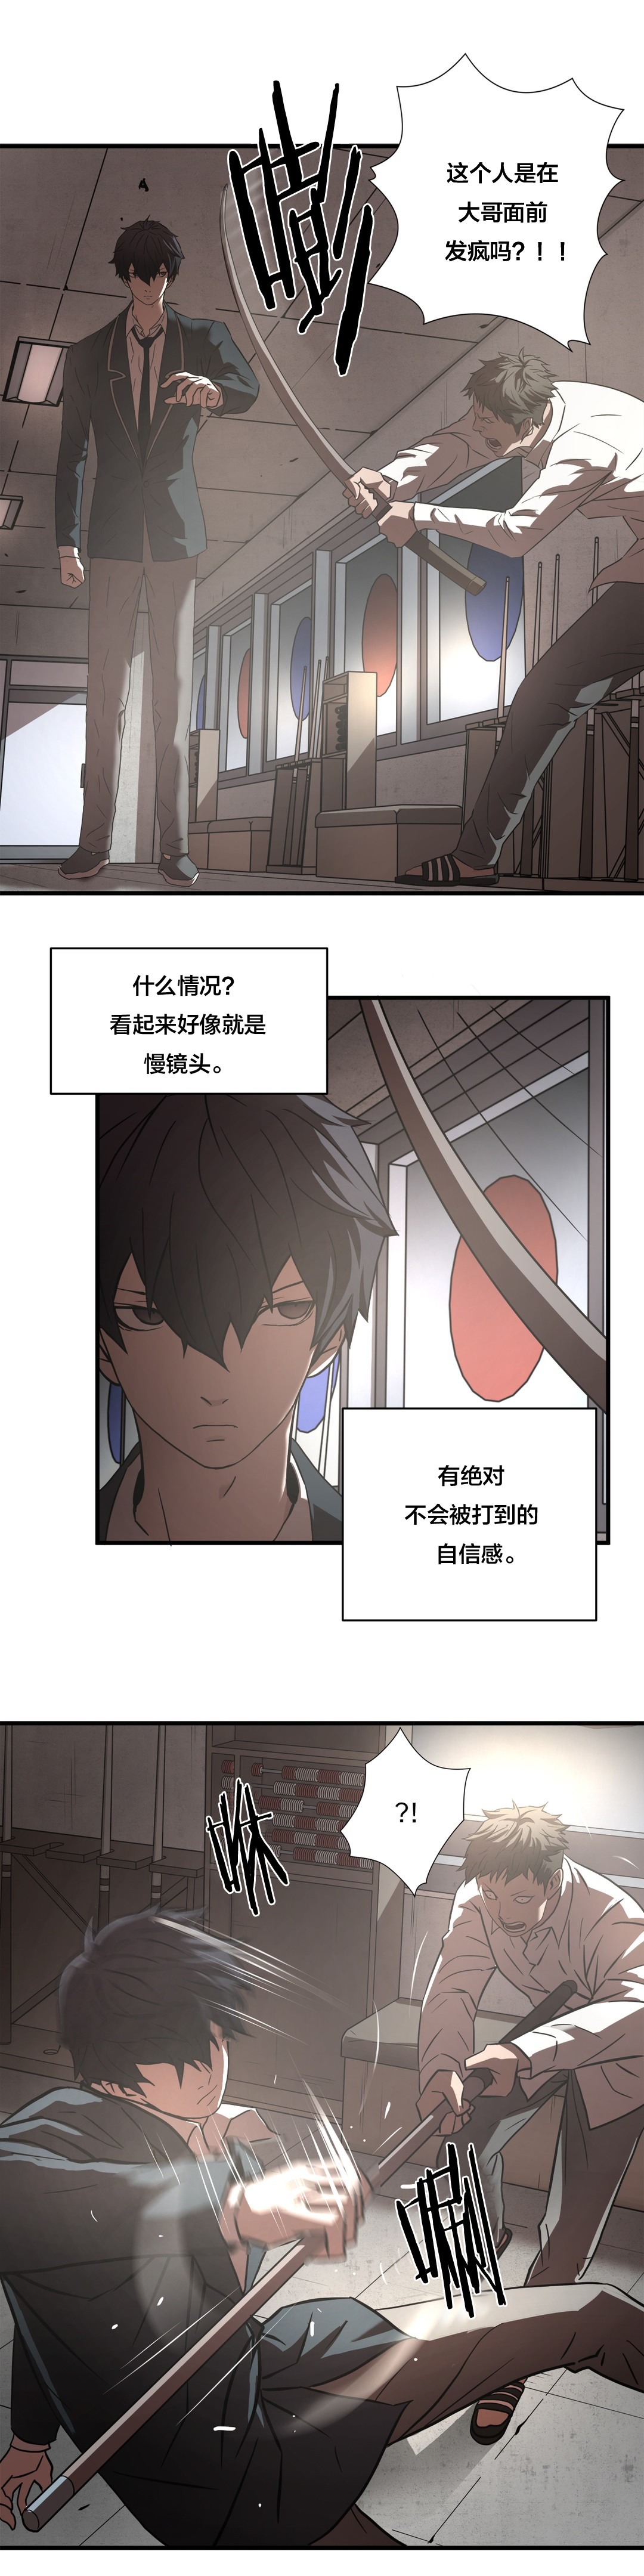 这个人是在
大哥面前
发疯吗？！！
什么情况？
看起来好像就是
慢镜头。
有绝对
不会被打到的
自信感。
?!
咻
唰